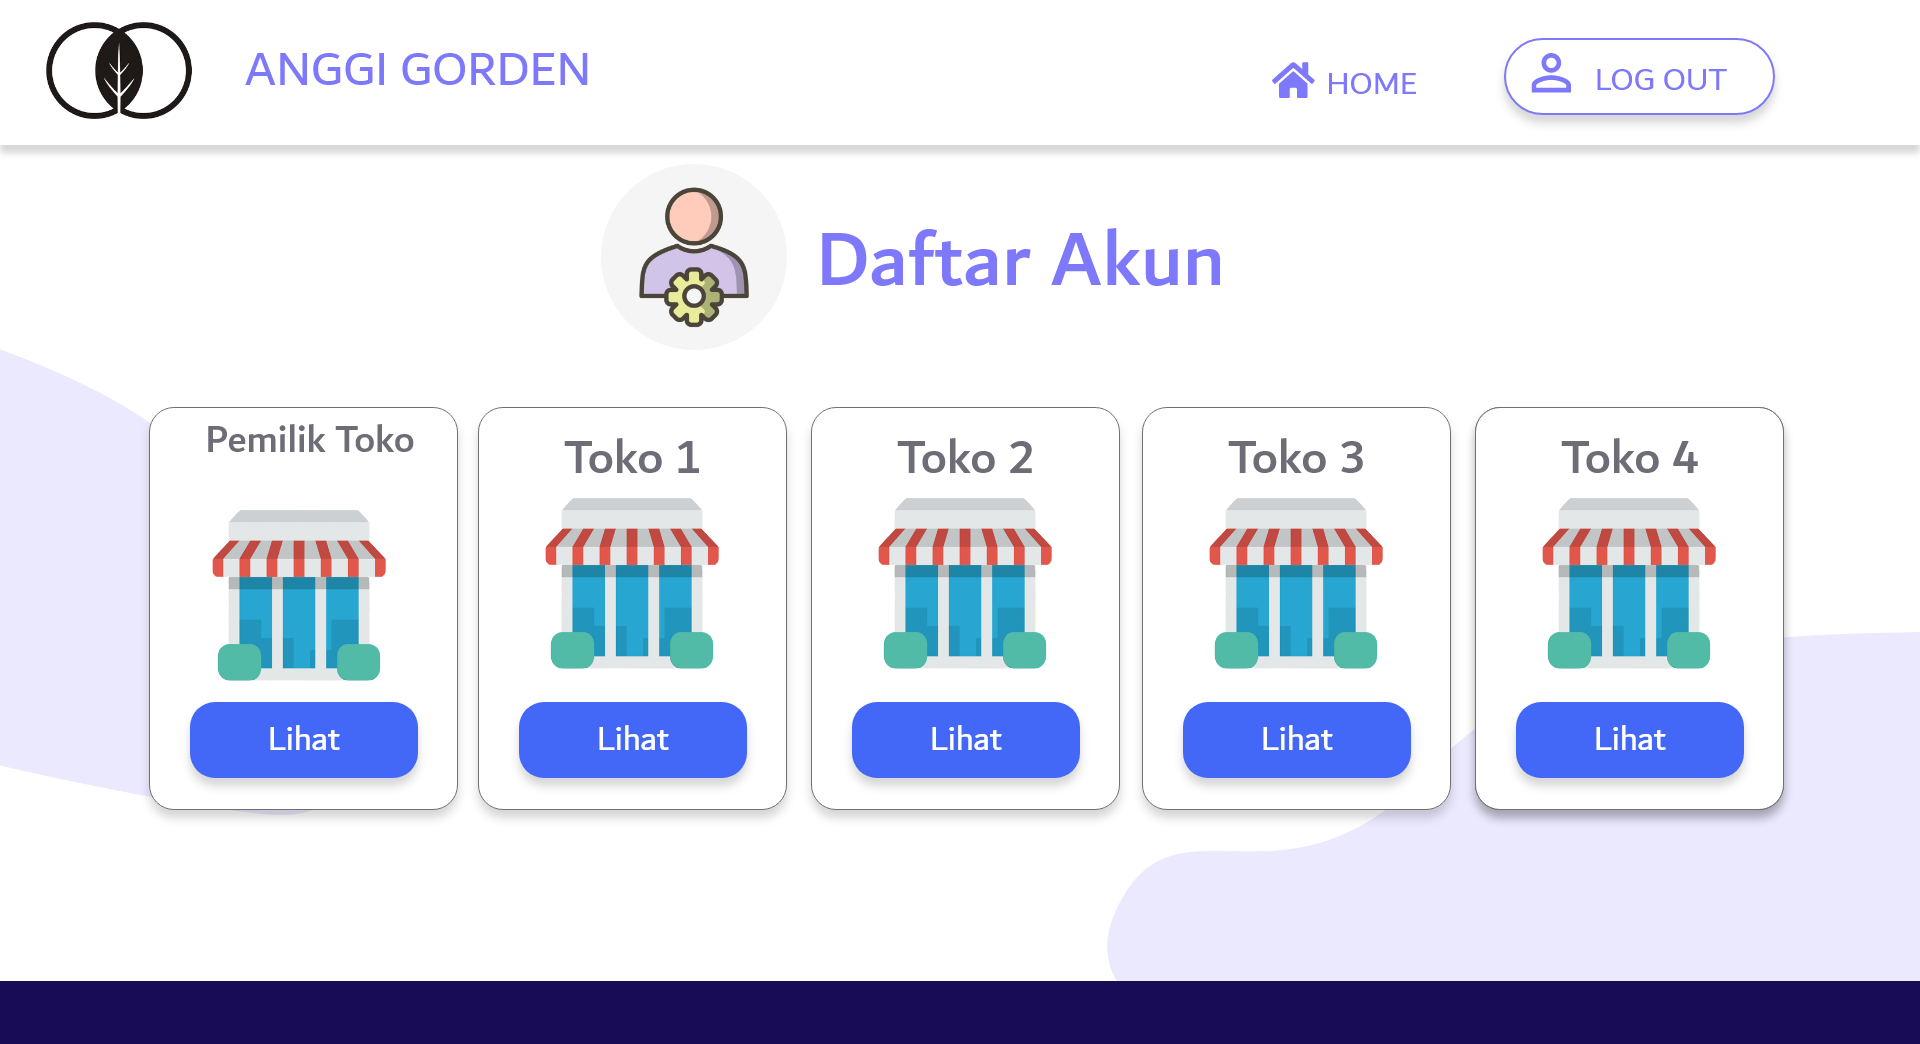 ANGGI GORDEN
HOME
LOG OUT
Daftar Akun
Pemilik Toko
Toko 1
Toko 2
Toko 3
Toko 4
Lihat
Lihat
Lihat
Lihat
Lihat